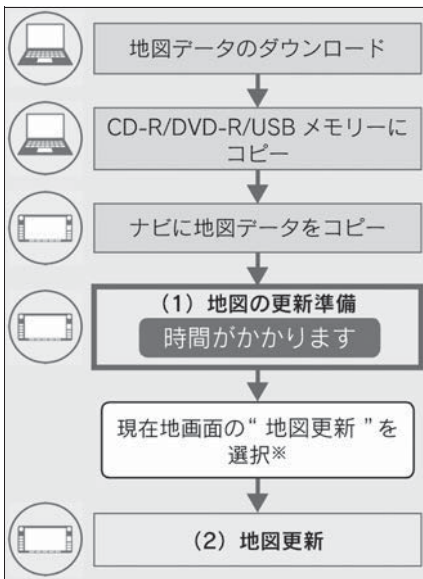 地図データのダウンロード
CD-R/DVD-R/USB メモリーに
コピー
ナビに地図データをコピー
(1) 地図の更新準備
時間がかかります
現在地画面の“ 地図更新 ”を
選択※
(2) 地図更新